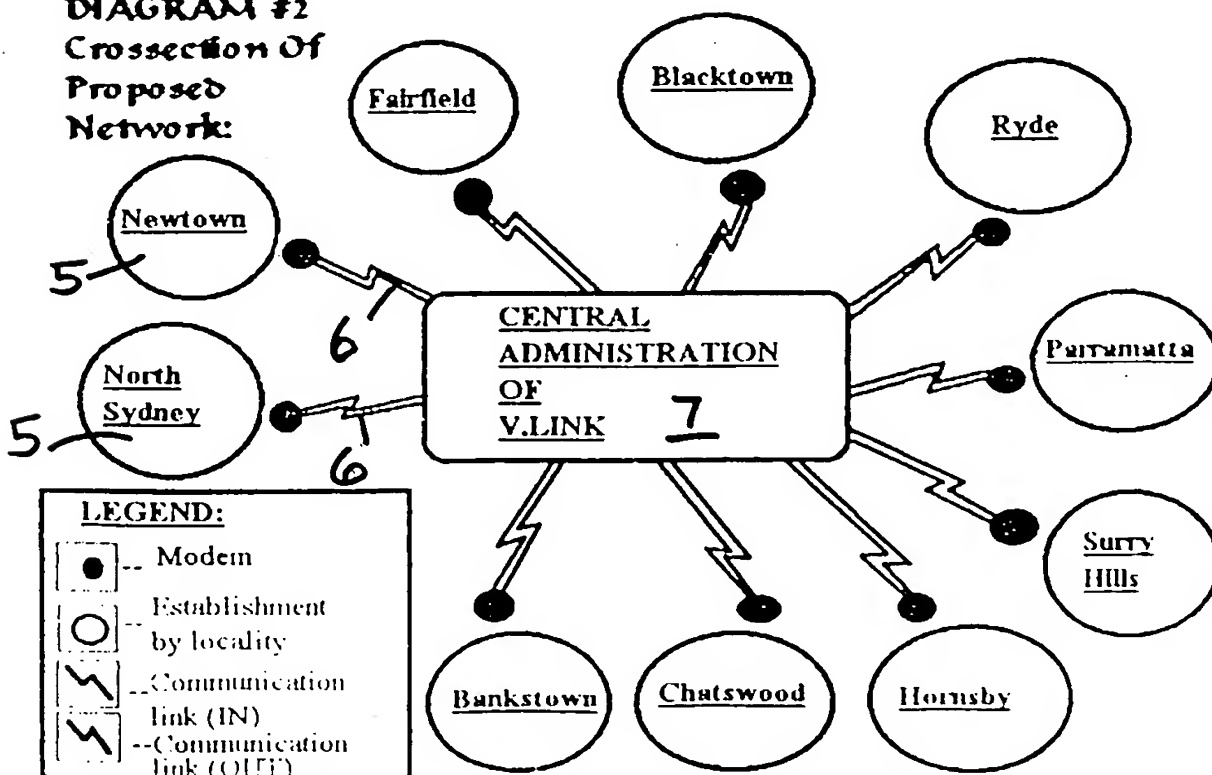 DIAGRAM #2
Crossection Of
Proposed
Network:
Fairfield
Blacktown
Ryde
Newtown
5
6
CENTRAL
ADMINISTRATION
OF
V.LINK
7
Parramatta
North
Sydney
5
6
Surry
Hills
LEGEND:
-- Modem
-- Establishment
by locality
-- Communication
link (IN)
--Communication
link (OUT)
Bankstown
Chatswood
Hornsby